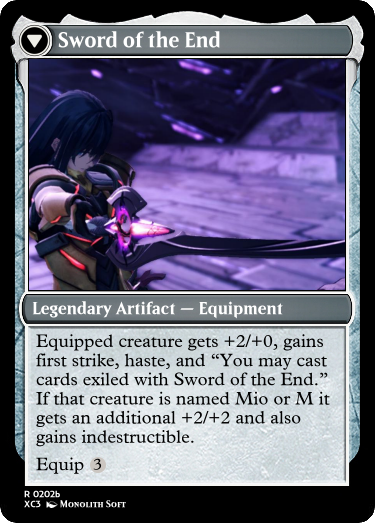 Sword of the End
Legendary Artifact — Equipment
Equipped creature gets +2/+0, gains
first strike, haste, and “You may cast
cards exiled with Sword of the End.”
If that creature is named Mio or M it
gets an additional +2/+2 and also
gains indestructible.
Equip 3
R 0202b
XC3 Monolith Soft